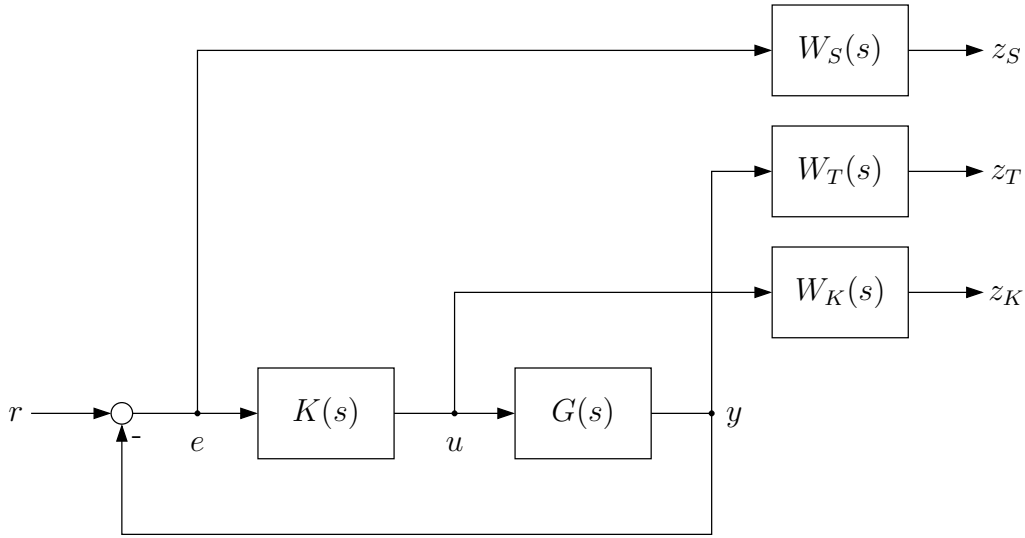 W_S(s)
z_S
W_T(s)
z_T
W_K(s)
z_K
r
K(s)
G(s)
y
-
e
u